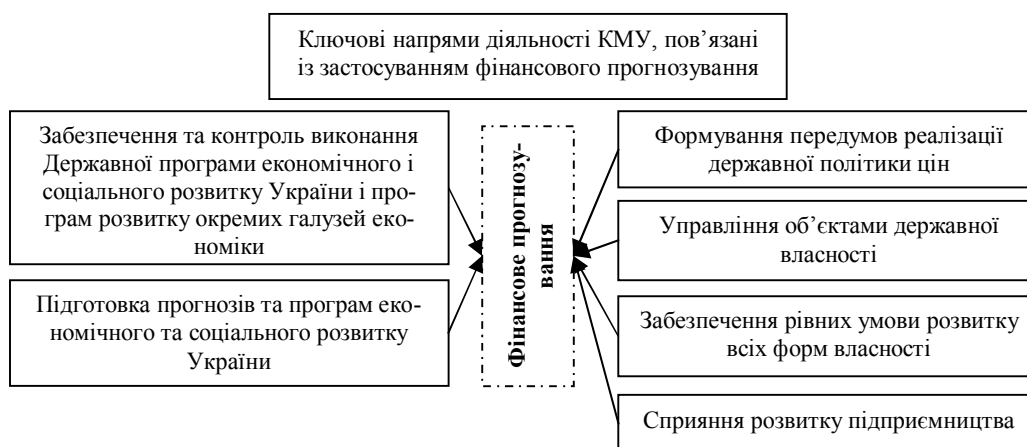 Ключові напрями діяльності КМУ, пов’язані
із застосуванням фінансового прогнозування
Забезпечення та контроль виконання
Державної програми економічного і
соціального розвитку України і про-
грам розвитку окремих галузей еко-
номіки
Підготовка прогнозів та програм еко-
номічного та соціального розвитку
України
Фінансове прогнозу-
вання
Формування передумов реалізації
державної політики цін
Управління об’єктами державної
власності
Забезпечення рівних умови розвитку
всіх форм власності
Сприяння розвитку підприємництва